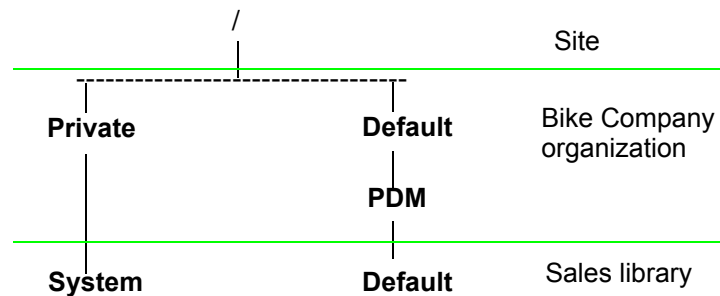 /
Site
Private
Default
Bike Company
organization
PDM
System
Default
Sales library